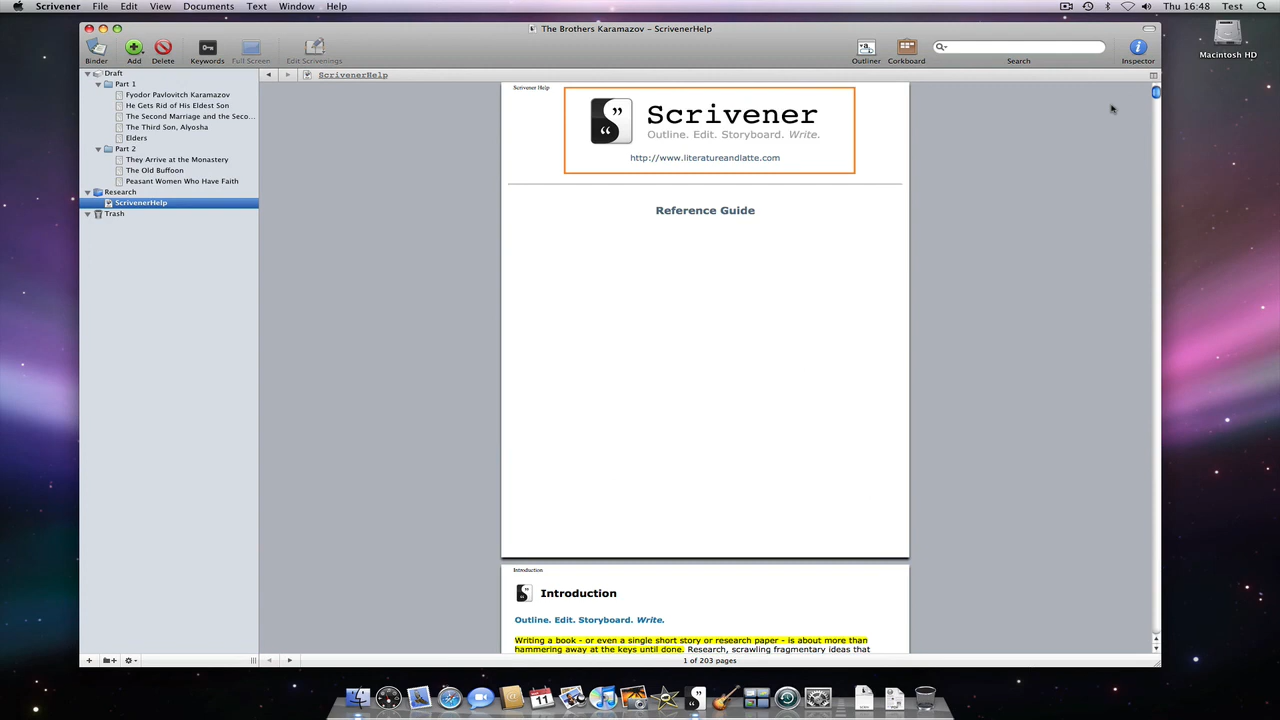 Scrivener File Edit View Documents Text Window Help Thu 16:48 Test
The Brothers Karamazov – ScrivenerHelp
Binder Add Delete Keywords Full Screen Edit Scrivenings Outliner Corkboard Search Inspector
Macintosh HD
ScrivenerHelp
Draft
Part 1
Fyodor Pavlovitch Karamazov
He Gets Rid of His Eldest Son
The Second Marriage and the Seco...
The Third Son, Alyosha
Elders
Part 2
They Arrive at the Monastery
The Old Buffoon
Peasant Women Who Have Faith
Research
ScrivenerHelp
Trash
Scrivener Help
Scrivener
Outline. Edit. Storyboard. Write.
http://www.literatureandlatte.com
Reference Guide
Introduction
Introduction
Outline. Edit. Storyboard. Write.
Writing a book - or even a single short story or research paper - is about more than
hammering away at the keys until done. Research, scrawling fragmentary ideas that
1 of 203 pages